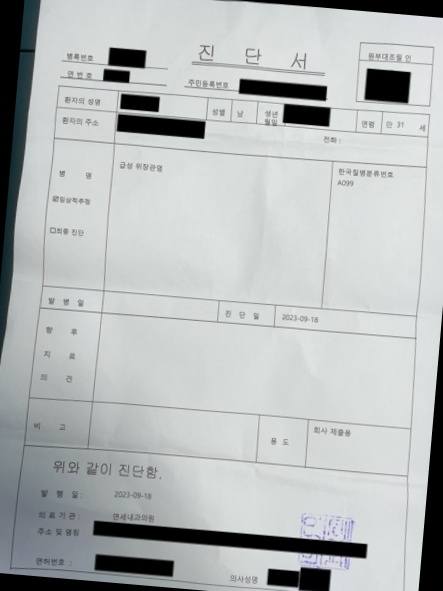 진 단 서
원부대조필 인
병록번호
연 번 호
주민등록번호
환자의 성명
성별 남 생년월일 연령 만 31 세
환자의 주소
전화 :
병 명 급성 위장관염
한국질병분류번호
A099
☑임상적추정
☐최종 진단
발 병 일
진 단 일 2023-09-18
향 후
치 료
의 견
비 고
용 도 회사 제출용
위와 같이 진단함.
발 행 일 : 2023-09-18
의 료 기 관 : 연세내과의원
주소 및 명칭
면허번호 :
의사성명